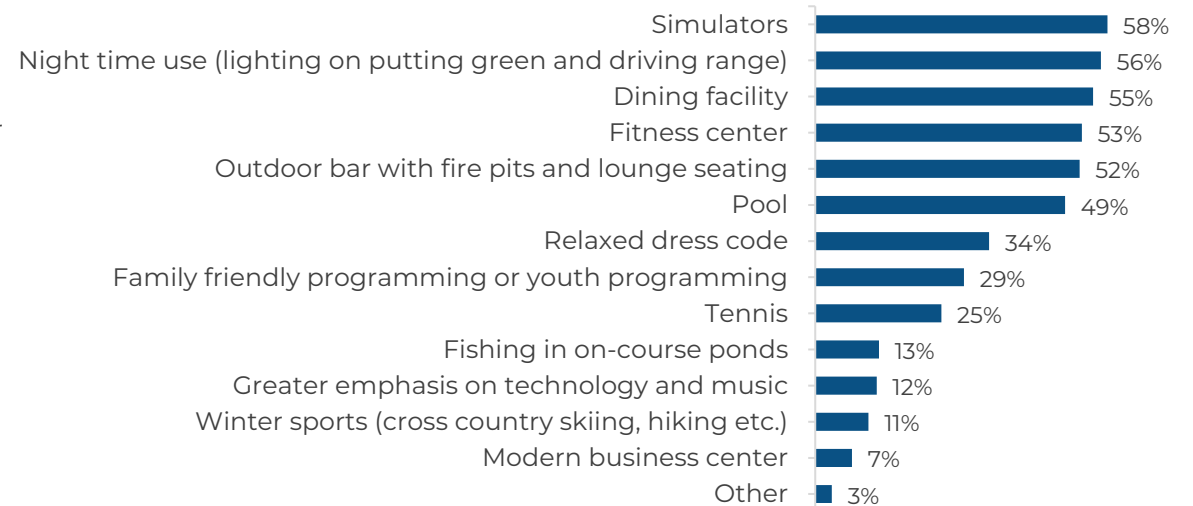 Simulators 58%
Night time use (lighting on putting green and driving range) 56%
Dining facility 55%
Fitness center 53%
Outdoor bar with fire pits and lounge seating 52%
Pool 49%
Relaxed dress code 34%
Family friendly programming or youth programming 29%
Tennis 25%
Fishing in on-course ponds 13%
Greater emphasis on technology and music 12%
Winter sports (cross country skiing, hiking etc.) 11%
Modern business center 7%
Other 3%